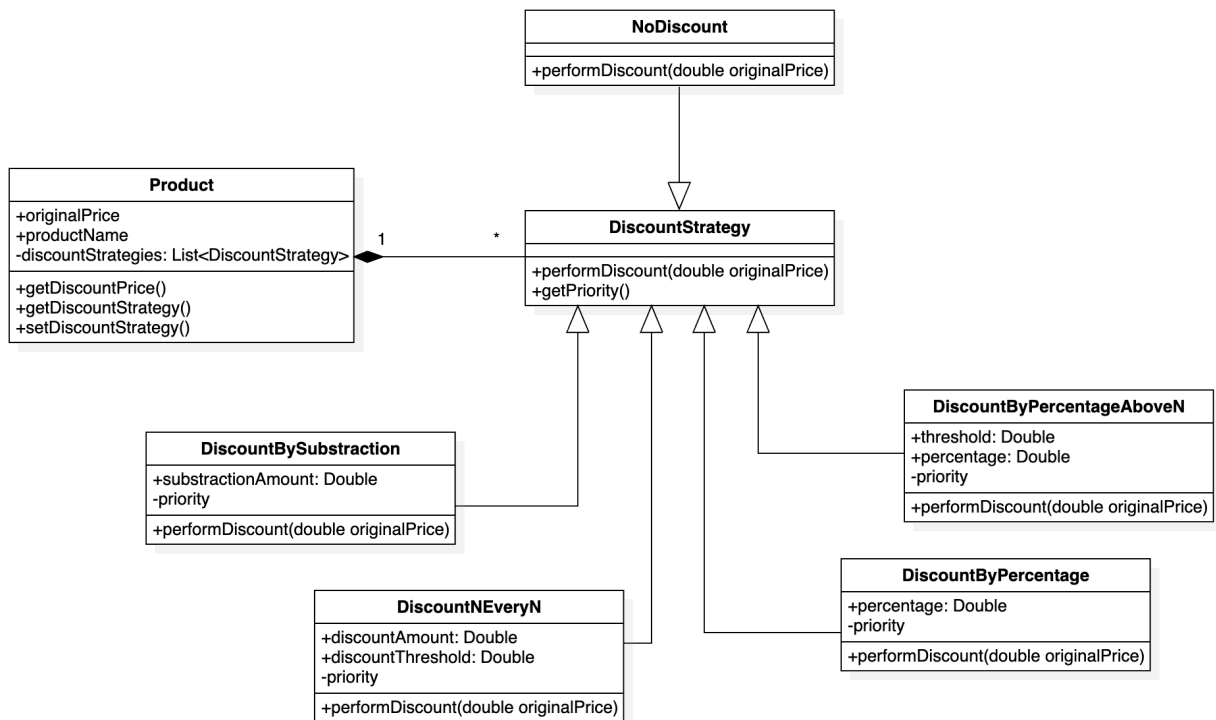 NoDiscount
+performDiscount(double originalPrice)
Product
+originalPrice
+productName
-discountStrategies: List<DiscountStrategy>
+getDiscountPrice()
+getDiscountStrategy()
+setDiscountStrategy()
1
*
DiscountStrategy
+performDiscount(double originalPrice)
+getPriority()
DiscountBySubstraction
+substractionAmount: Double
-priority
+performDiscount(double originalPrice)
DiscountByPercentageAboveN
+threshold: Double
+percentage: Double
-priority
+performDiscount(double originalPrice)
DiscountNEveryN
+discountAmount: Double
+discountThreshold: Double
-priority
+performDiscount(double originalPrice)
DiscountByPercentage
+percentage: Double
-priority
+performDiscount(double originalPrice)